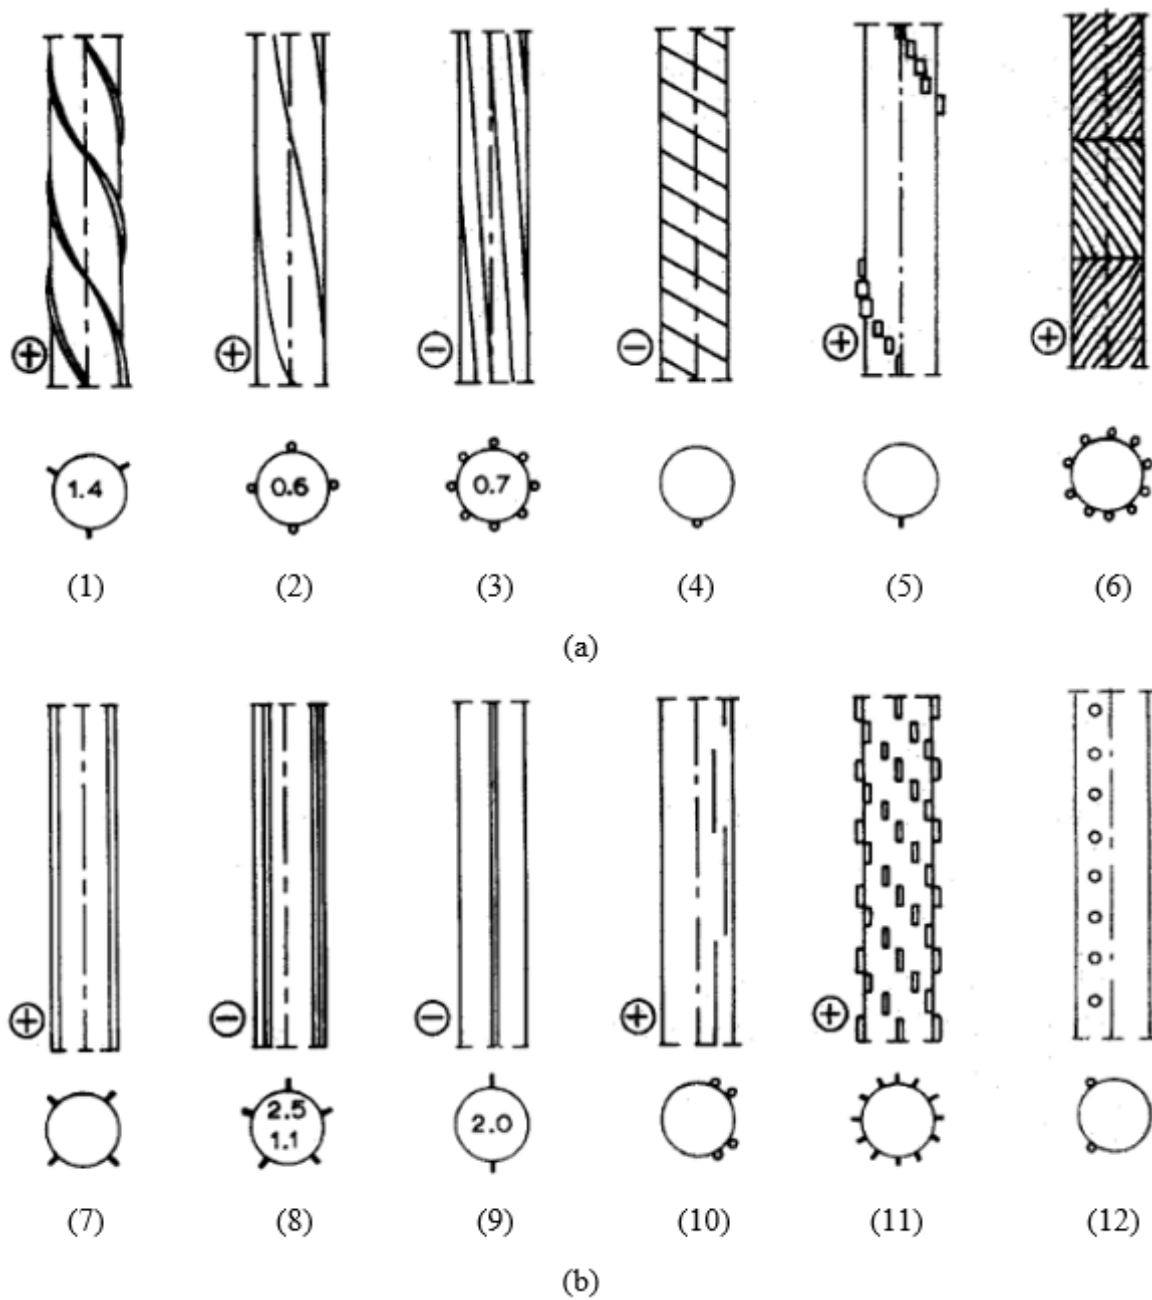 ⊕ ⊕ ⊖ ⊖ ⊕ ⊕
1.4 0.6 0.7
(1) (2) (3) (4) (5) (6)
(a)
⊕ ⊖ ⊖ ⊕ ⊕
2.5
1.1 2.0
(7) (8) (9) (10) (11) (12)
(b)